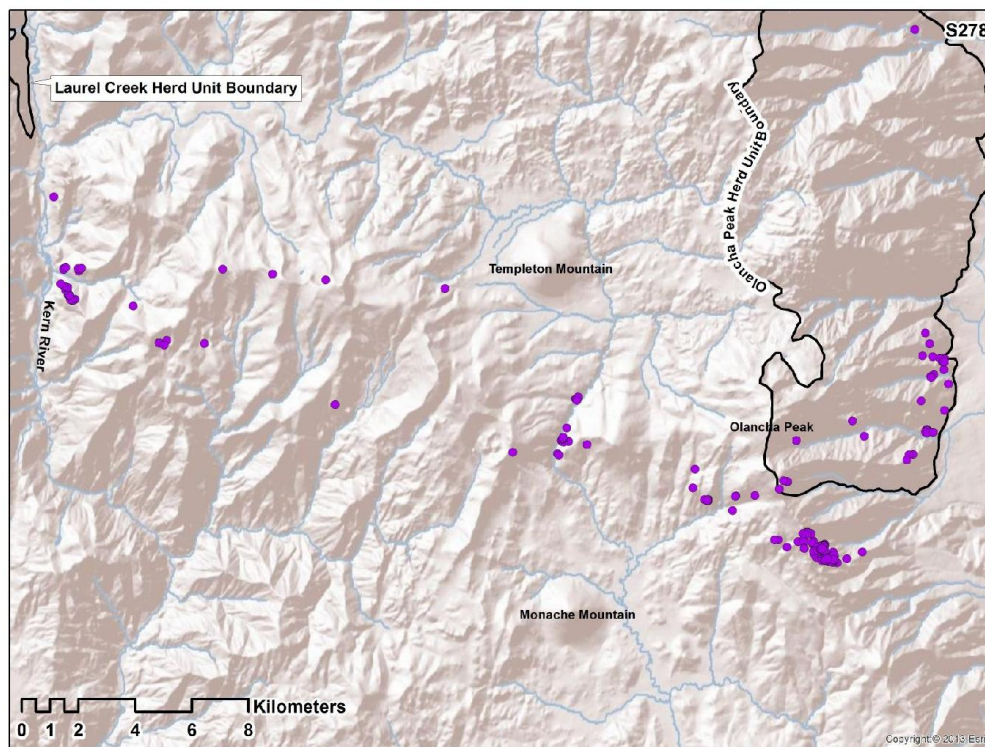 S278
Laurel Creek Herd Unit Boundary
Olancha Peak Herd Unit Boundary
Templeton Mountain
Kern River
Olancha Peak
Monache Mountain
Kilometers
0 1 2 4 6 8
Copyright:© 2013 Esri